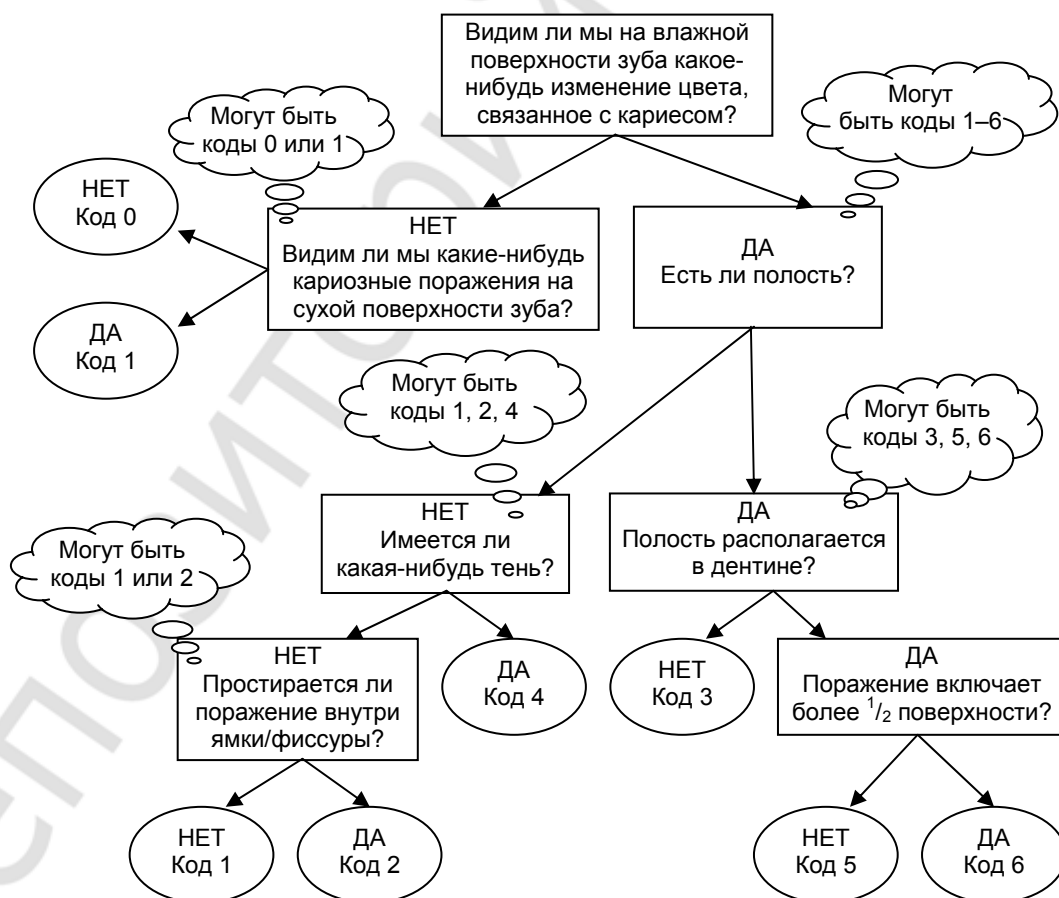 Видим ли мы на влажной
поверхности зуба какое-
нибудь изменение цвета,
связанное с кариесом?
Могут быть
коды 0 или 1
Могут
быть коды 1–6
НЕТ
Код 0
НЕТ
Видим ли мы какие-нибудь
кариозные поражения на
сухой поверхности зуба?
ДА
Есть ли полость?
ДА
Код 1
Могут быть
коды 1, 2, 4
Могут быть
коды 3, 5, 6
НЕТ
Имеется ли
какая-нибудь тень?
ДА
Полость располагается
в дентине?
Могут быть
коды 1 или 2
НЕТ
Простирается ли
поражение внутри
ямки/фиссуры?
ДА
Код 4
НЕТ
Код 3
ДА
Поражение включает
более 1/2 поверхности?
НЕТ
Код 1
ДА
Код 2
НЕТ
Код 5
ДА
Код 6